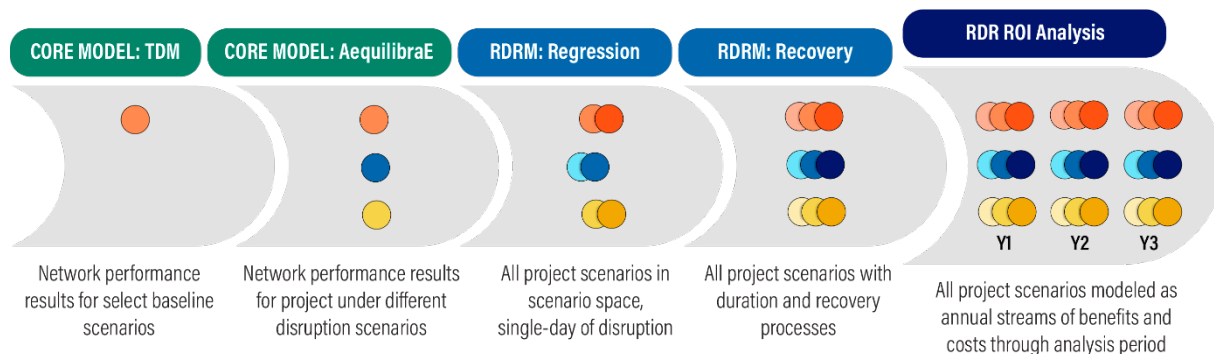 CORE MODEL: TDM
CORE MODEL: AequilibraE
RDRM: Regression
RDRM: Recovery
RDR ROI Analysis
Y1
Y2
Y3
Network performance
results for select baseline
scenarios
Network performance results
for project under different
disruption scenarios
All project scenarios in
scenario space,
single-day of disruption
All project scenarios with
duration and recovery
processes
All project scenarios modeled as
annual streams of benefits and
costs through analysis period